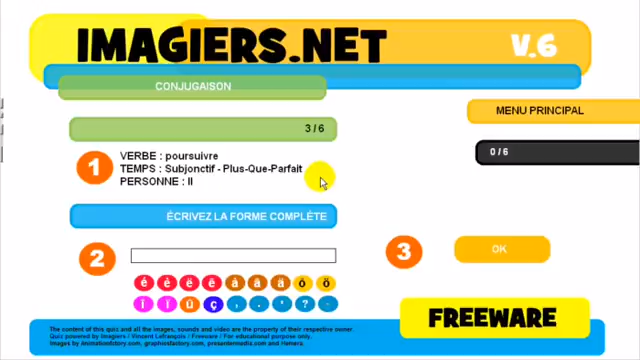 IMAGIERS.NET
V.6
CONJUGAISON
MENU PRINCIPAL
3 / 6
0 / 6
1
VERBE : poursuivre
TEMPS : Subjonctif - Plus-Que-Parfait
PERSONNE : Il
ÉCRIVEZ LA FORME COMPLÈTE
2
3
OK
FREEWARE
The content of this quiz and all the images, sounds and video are the property of their respective owner
Quiz powered by Imagiers / Vincent Lefrançois / For educational purpose only.
Images by Animationfactory.com, graphicsfactory.com, presentermedia.com and Hemera